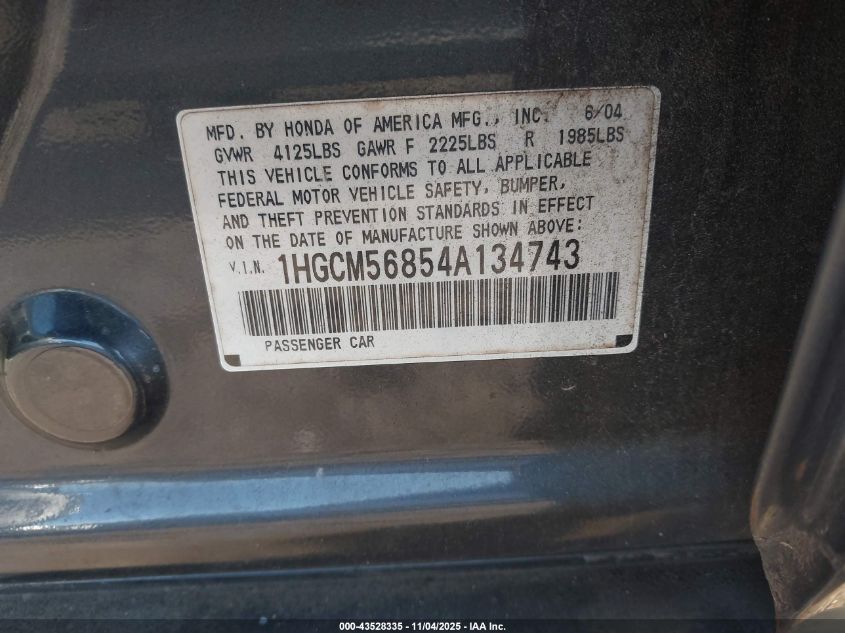 MFD. BY HONDA OF AMERICA MFG., INC. 6/04
GVWR 4125LBS GAWR F 2225LBS R 1985LBS
THIS VEHICLE CONFORMS TO ALL APPLICABLE
FEDERAL MOTOR VEHICLE SAFETY, BUMPER,
AND THEFT PREVENTION STANDARDS IN EFFECT
ON THE DATE OF MANUFACTURE SHOWN ABOVE:
V.I.N. 1HGCM56854A134743
PASSENGER CAR
000-43528335 - 11/04/2025 - IAA Inc.